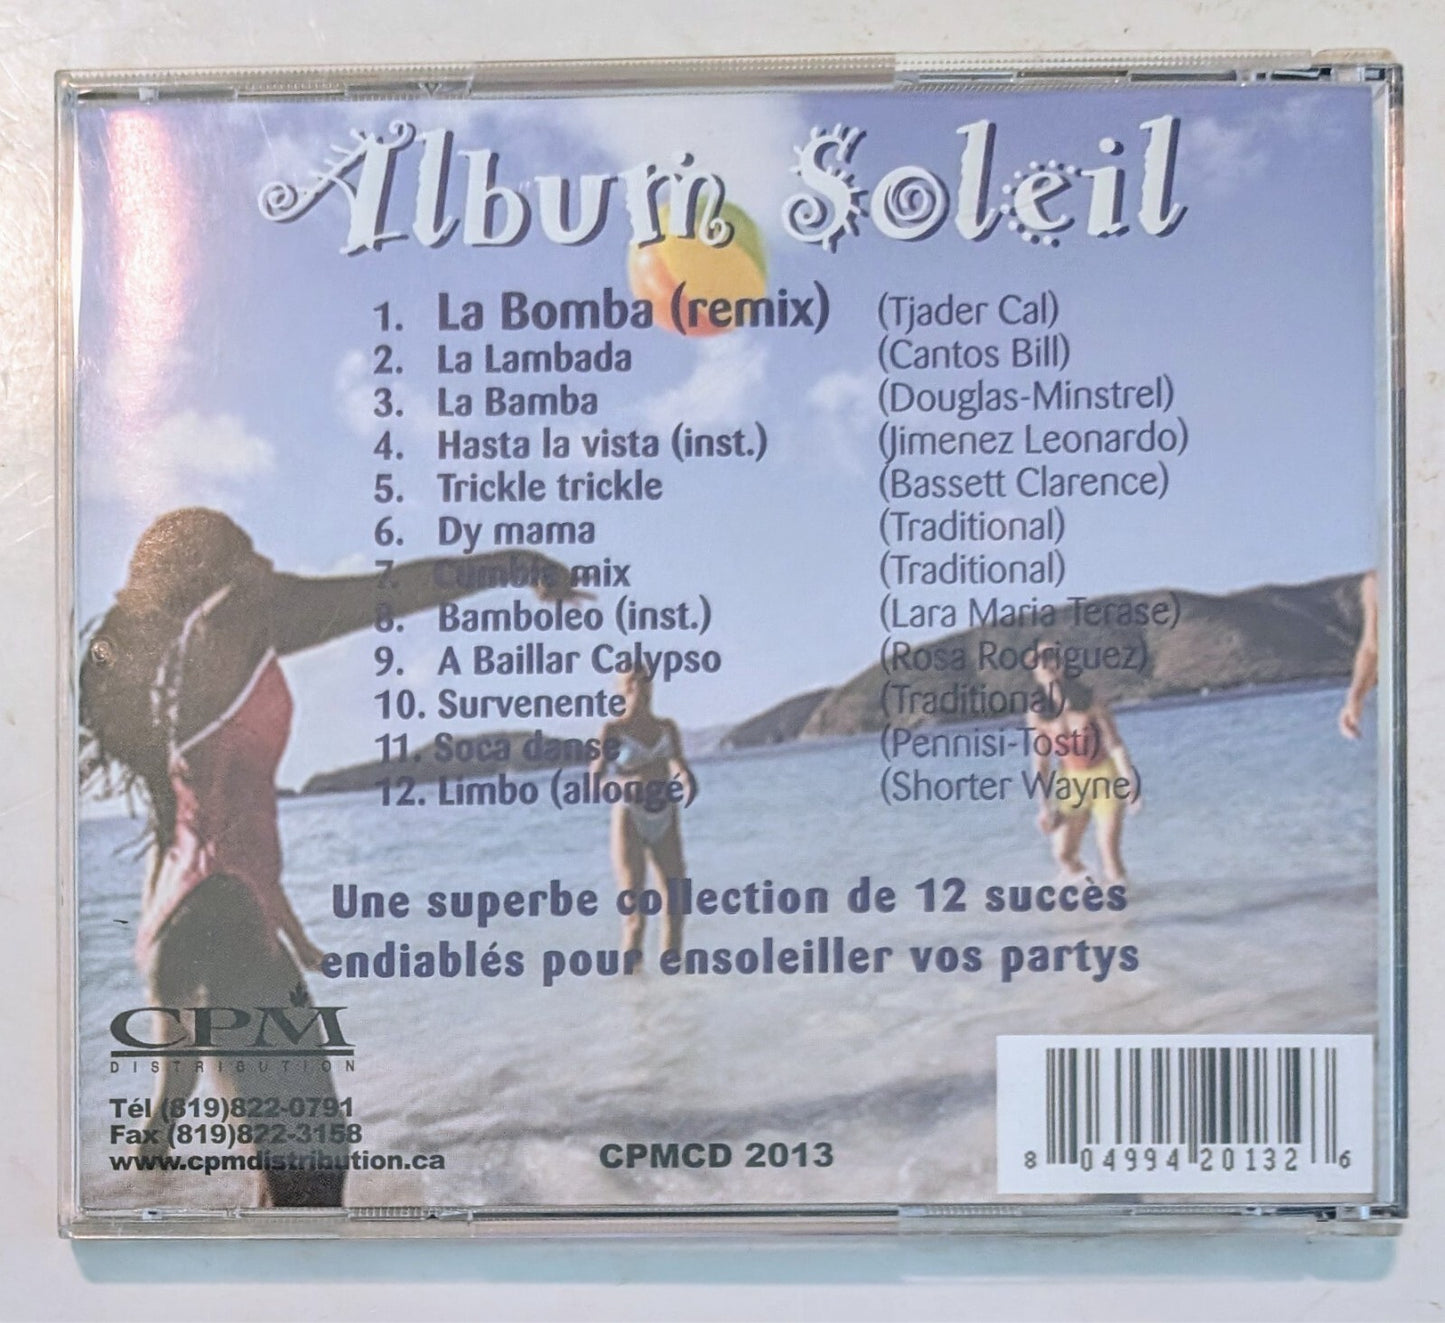 Album Soleil
1. La Bomba (remix) (Tjader Cal)
2. La Lambada (Cantos Bill)
3. La Bamba (Douglas-Minstrel)
4. Hasta la vista (inst.) (Jimenez Leonardo)
5. Trickle trickle (Bassett Clarence)
6. Dy mama (Traditional)
7. Cumbie mix (Traditional)
8. Bamboleo (inst.) (Lara Maria Terase)
9. A Baillar Calypso (Rosa Rodriguez)
10. Survenente (Traditional)
11. Soca danse (Pennisi-Tosti)
12. Limbo (allongé) (Shorter Wayne)
Une superbe collection de 12 succès
endiablés pour ensoleiller vos partys
CPM
DISTRIBUTION
Tél (819)822-0791
Fax (819)822-3158
www.cpmdistribution.ca
CPMCD 2013
8 04994 20132 6